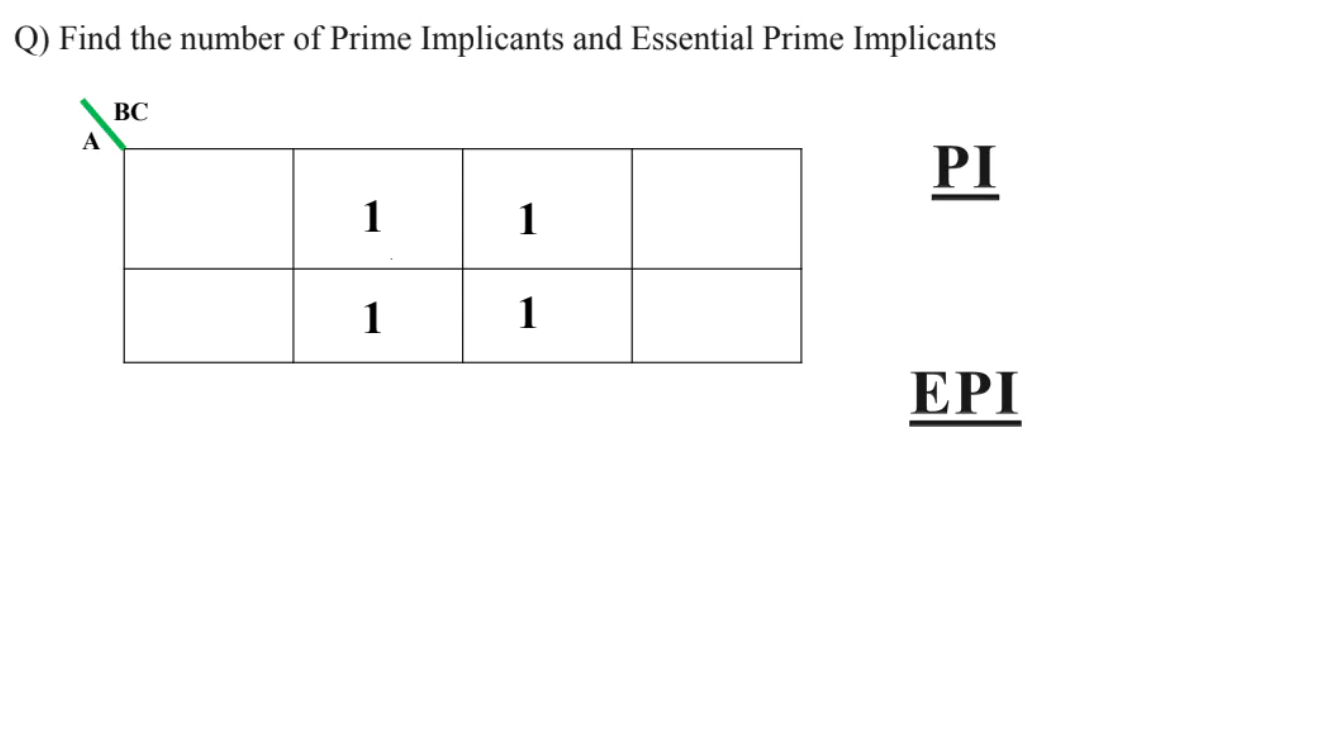 Q) Find the number of Prime Implicants and Essential Prime Implicants
BC
A
PI
1 1
1 1
EPI